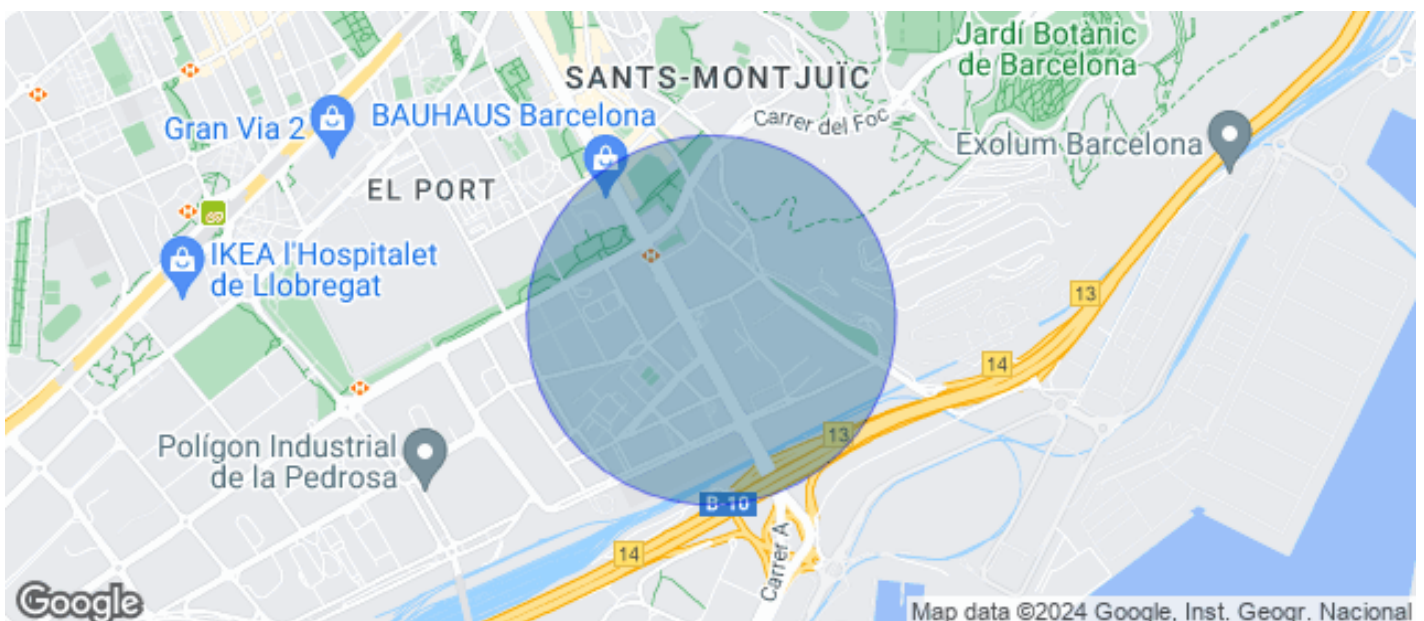 Jardí Botànic
de Barcelona
SANTS-MONTJUÏC
BAUHAUS Barcelona
Gran Via 2
Carrer del Foc
Exolum Barcelona
EL PORT
IKEA l'Hospitalet
de Llobregat
13
14
Polígon Industrial
de la Pedrosa
13
B-10
14
Carrer A
Google
Map data ©2024 Google, Inst. Geogr. Nacional